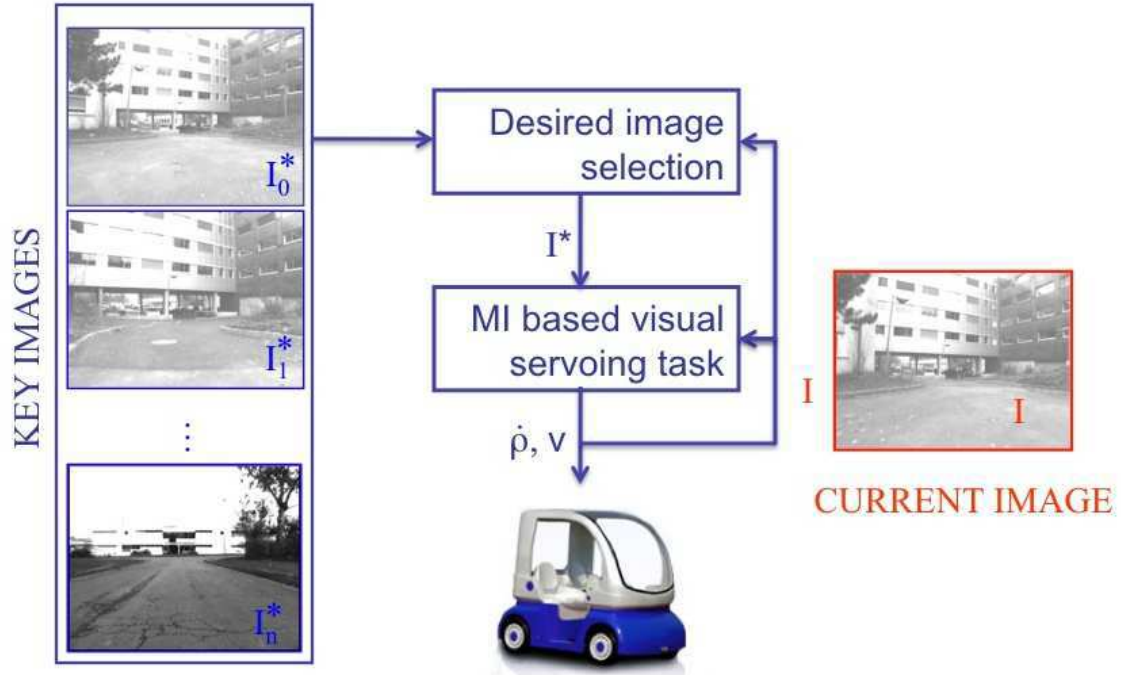 KEY IMAGES
I₀*
I₁*
⋮
Iₙ*
Desired image
selection
I*
MI based visual
servoing task
ρ̇, v
I
I
CURRENT IMAGE